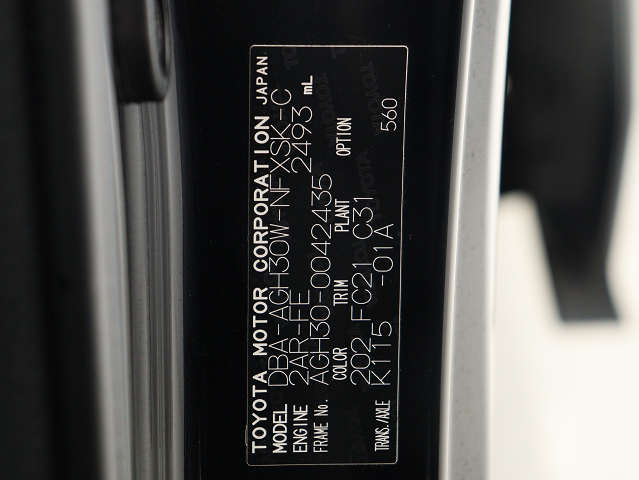 TOYOTA MOTOR CORPORATION JAPAN
MODEL DBA-AGH30W-NFXSK-C
ENGINE 2AR-FE 2493 mL
FRAME No. AGH30-0042435
COLOR TRIM PLANT OPTION
202 FC21 C31
TRANS./AXLE K115 -01A 560